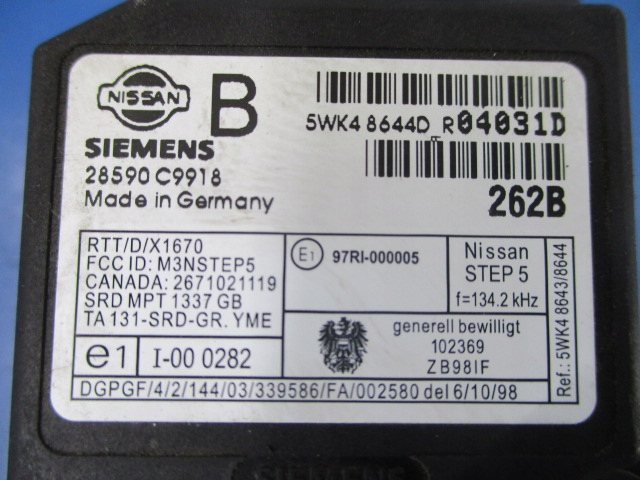 NISSAN
B
5WK4 8644D R04031D
A
SIEMENS
28590 C9918
Made in Germany
262B
RTT/D/X1670
FCC ID: M3NSTEP5
CANADA: 2671021119
SRD MPT 1337 GB
TA 131-SRD-GR. YME
E1 97RI-000005
Nissan
STEP 5
f=134.2 kHz
e1 I-00 0282
generell bewilligt
102369
ZB98IF
DGPGF/4/2/144/03/339586/FA/002580 del 6/10/98
Ref.: 5WK4 8643/8644
SIEMENS